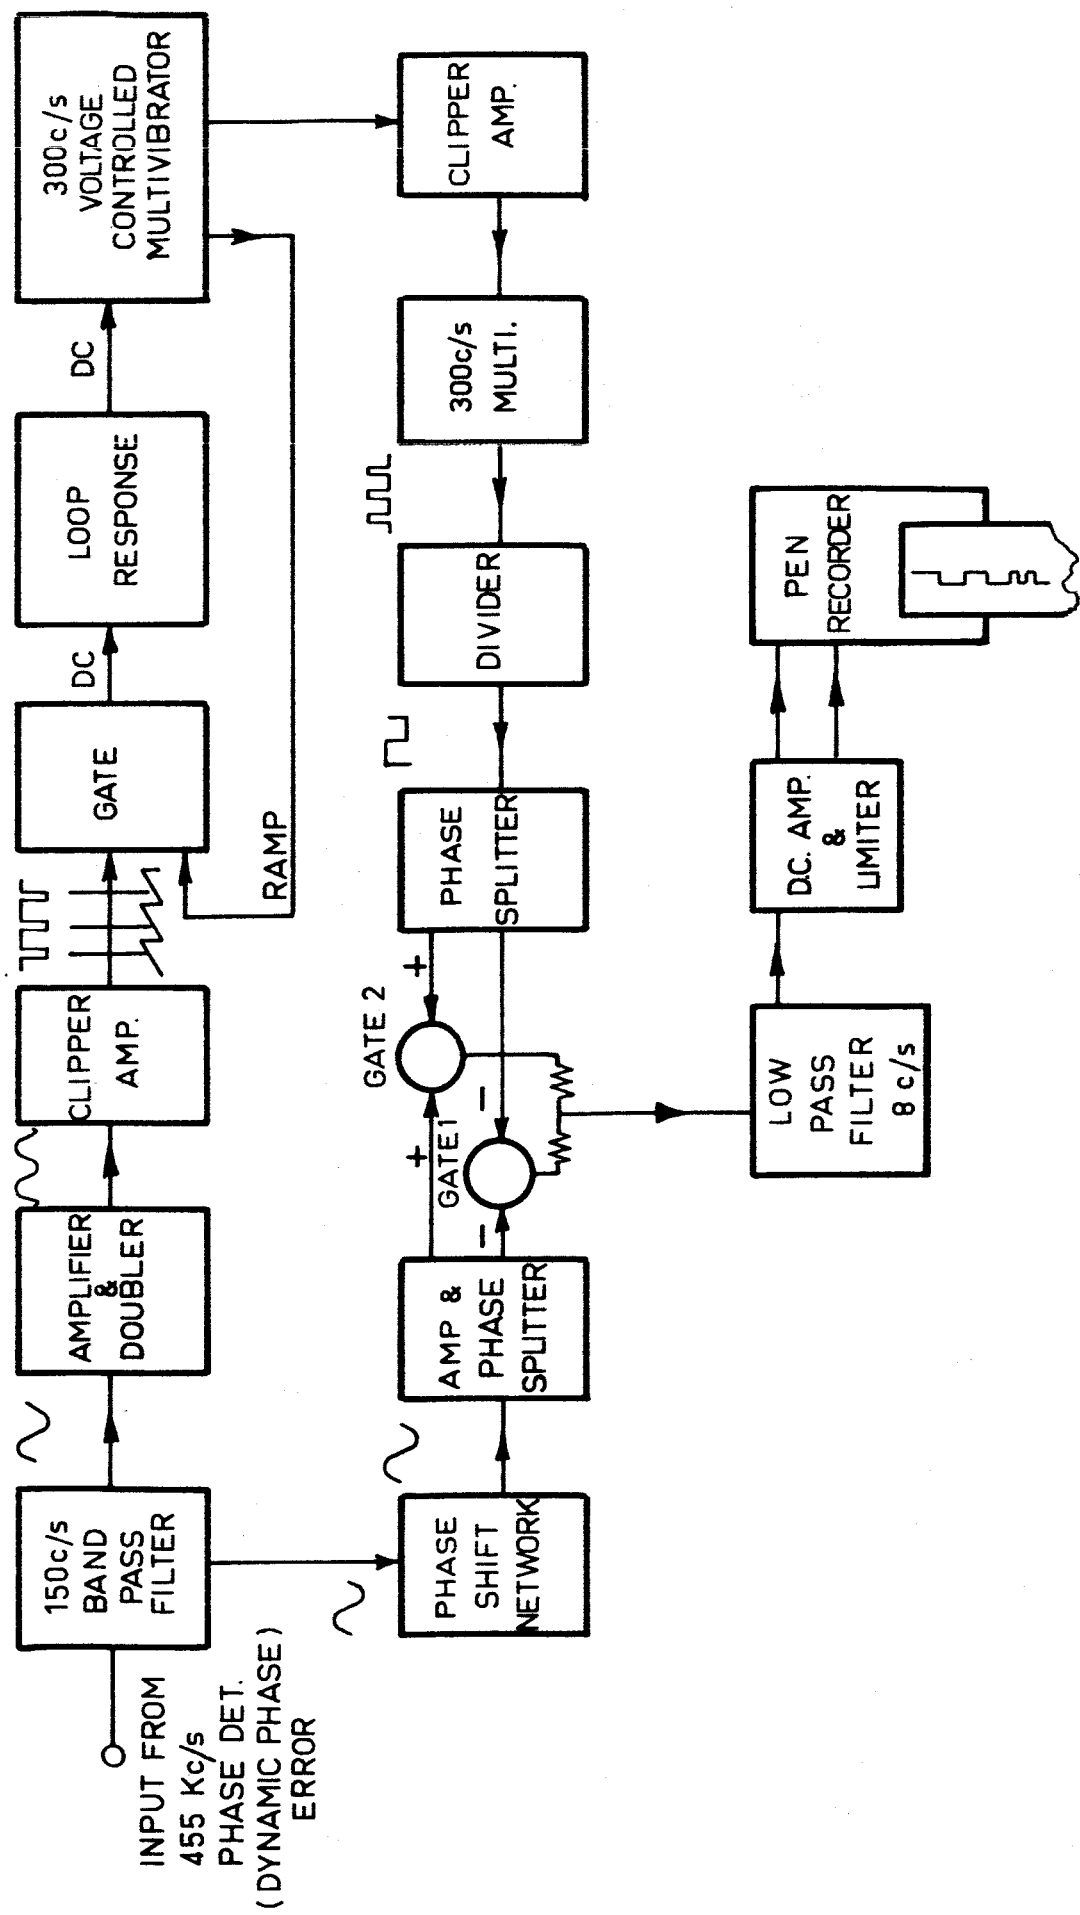 INPUT FROM
455 Kc/s
PHASE DET.
(DYNAMIC PHASE)
ERROR
150c/s
BAND
PASS
FILTER
AMPLIFIER
&
DOUBLER
CLIPPER
AMP.
GATE
DC
LOOP
RESPONSE
DC
300c/s
VOLTAGE
CONTROLLED
MULTIVIBRATOR
RAMP
PHASE
SHIFT
NETWORK
AMP &
PHASE
SPLITTER
+
GATE 2
+
-
GATE 1
-
PHASE
SPLITTER
DIVIDER
300c/s
MULTI.
CLIPPER
AMP.
LOW
PASS
FILTER
8 c/s
D.C. AMP.
&
LIMITER
PEN
RECORDER